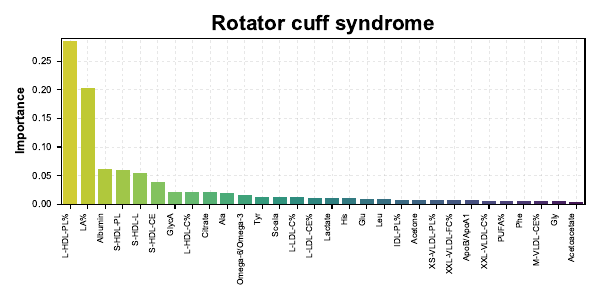 Rotator cuff syndrome
Importance
0.25
0.20
0.15
0.10
0.05
0.00
L-HDL-PL%
LA%
Albumin
S-HDL-PL
S-HDL-L
S-HDL-CE
GlycA
L-HDL-C%
Citrate
Ala
Omega-6/Omega-3
Tyr
L-LDL-C%
L-LDL-CE%
Lactate
His
Glu
Leu
IDL-PL%
Acetone
XS-VLDL-PL%
XXL-VLDL-FC%
ApoB/ApoA1
XXL-VLDL-C%
PUFA%
Phe
M-VLDL-CE%
Gly
Acetoacetate